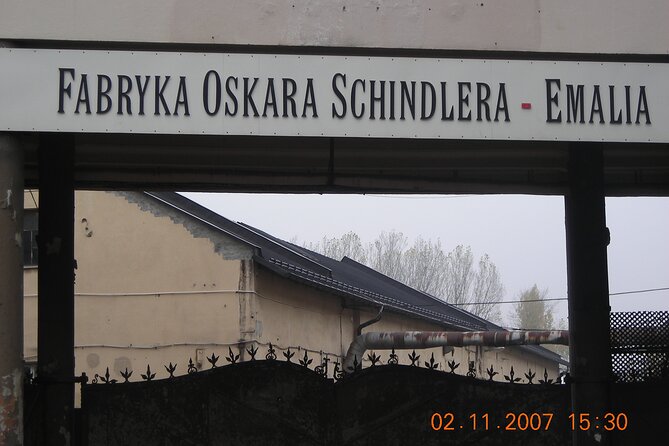 FABRYKA OSKARA SCHINDLERA - EMALIA
02.11.2007 15:30